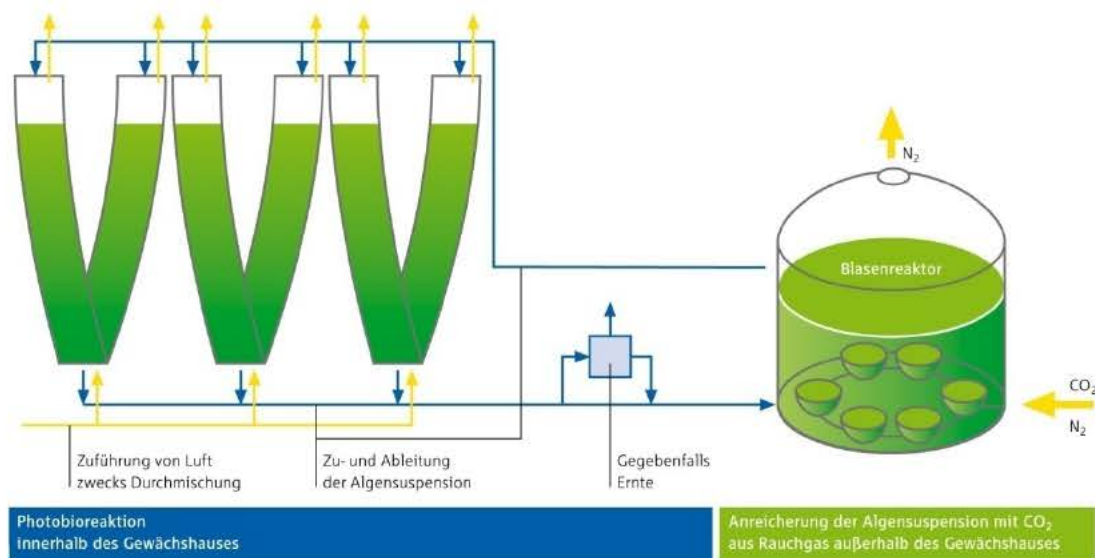 N₂
Blasenreaktor
CO₂
N₂
Zuführung von Luft
zwecks Durchmischung
Zu- und Ableitung
der Algensuspension
Gegebenfalls
Ernte
Photobioreaktion
innerhalb des Gewächshauses
Anreicherung der Algensuspension mit CO₂
aus Rauchgas außerhalb des Gewächshauses